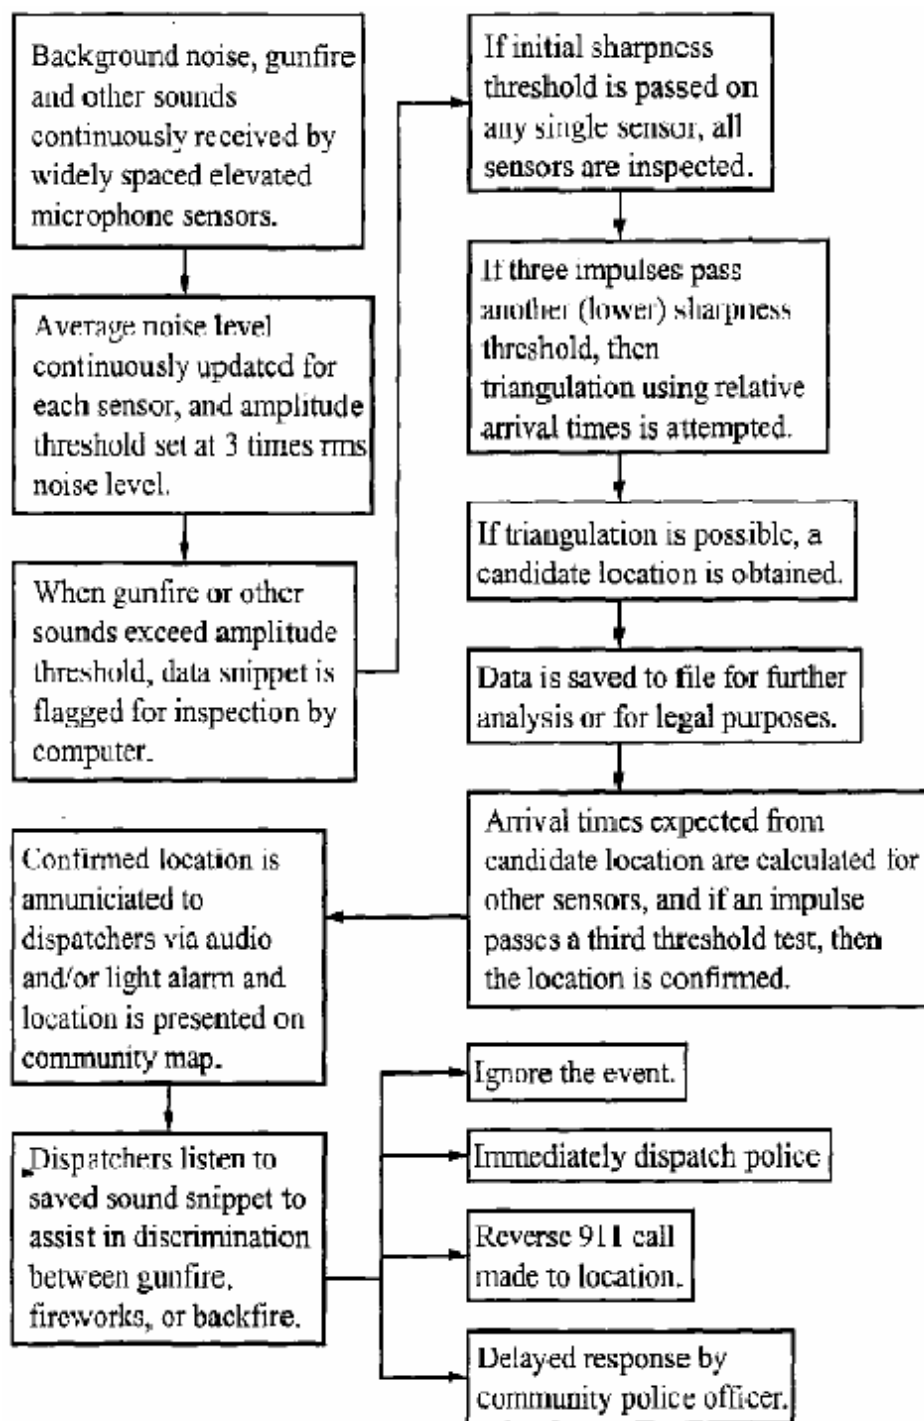 Background noise, gunfire
and other sounds
continuously received by
widely spaced elevated
microphone sensors.
Average noise level
continuously updated for
each sensor, and amplitude
threshold set at 3 times rms
noise level.
When gunfire or other
sounds exceed amplitude
threshold, data snippet is
flagged for inspection by
computer.
If initial sharpness
threshold is passed on
any single sensor, all
sensors are inspected.
If three impulses pass
another (lower) sharpness
threshold, then
triangulation using relative
arrival times is attempted.
If triangulation is possible, a
candidate location is obtained.
Data is saved to file for further
analysis or for legal purposes.
Arrival times expected from
candidate location are calculated for
other sensors, and if an impulse
passes a third threshold test, then
the location is confirmed.
Confirmed location is
annuniciated to
dispatchers via audio
and/or light alarm and
location is presented on
community map.
Dispatchers listen to
saved sound snippet to
assist in discrimination
between gunfire,
fireworks, or backfire.
Ignore the event.
Immediately dispatch police
Reverse 911 call
made to location.
Delayed response by
community police officer.